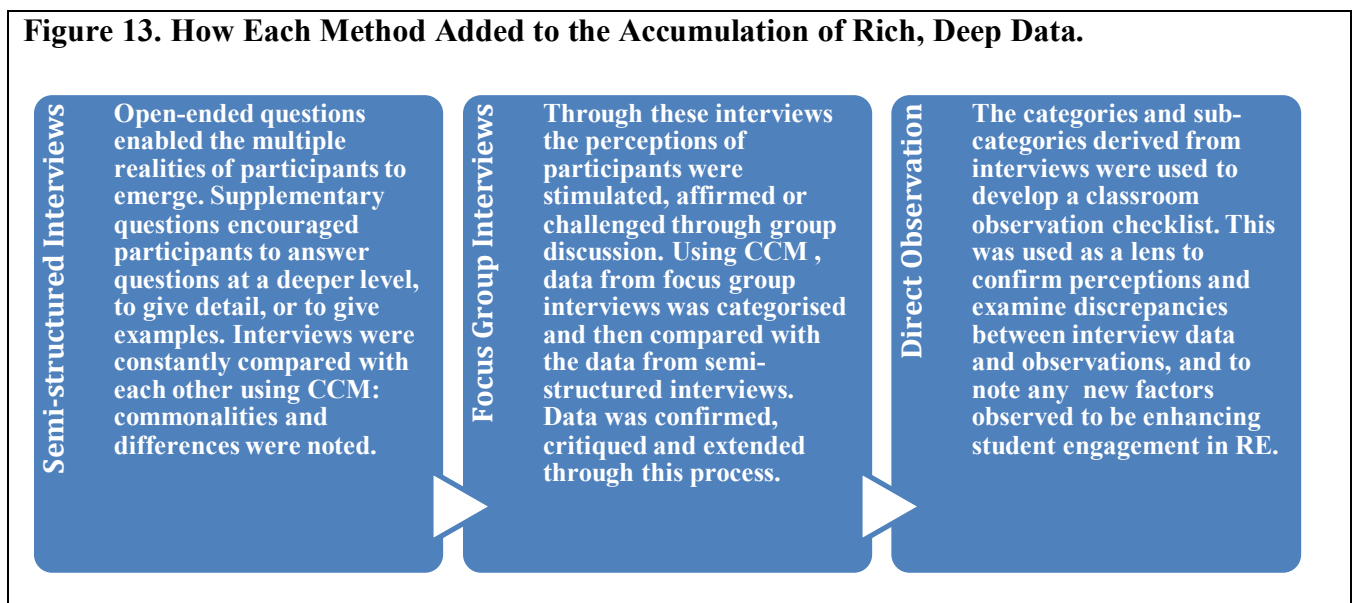 Figure 13. How Each Method Added to the Accumulation of Rich, Deep Data.
Semi-structured Interviews
Open-ended questions
enabled the multiple
realities of participants to
emerge. Supplementary
questions encouraged
participants to answer
questions at a deeper level,
to give detail, or to give
examples. Interviews were
constantly compared with
each other using CCM:
commonalities and
differences were noted.
Focus Group Interviews
Through these interviews
the perceptions of
participants were
stimulated, affirmed or
challenged through group
discussion. Using CCM ,
data from focus group
interviews was categorised
and then compared with
the data from semi-
structured interviews.
Data was confirmed,
critiqued and extended
through this process.
Direct Observation
The categories and sub-
categories derived from
interviews were used to
develop a classroom
observation checklist. This
was used as a lens to
confirm perceptions and
examine discrepancies
between interview data
and observations, and to
note any new factors
observed to be enhancing
student engagement in RE.